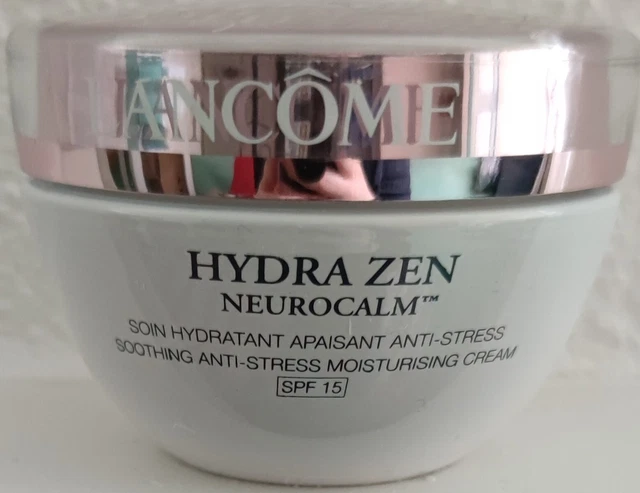 LANCÔME
HYDRA ZEN
NEUROCALM™
SOIN HYDRATANT APAISANT ANTI-STRESS
SOOTHING ANTI-STRESS MOISTURISING CREAM
SPF 15